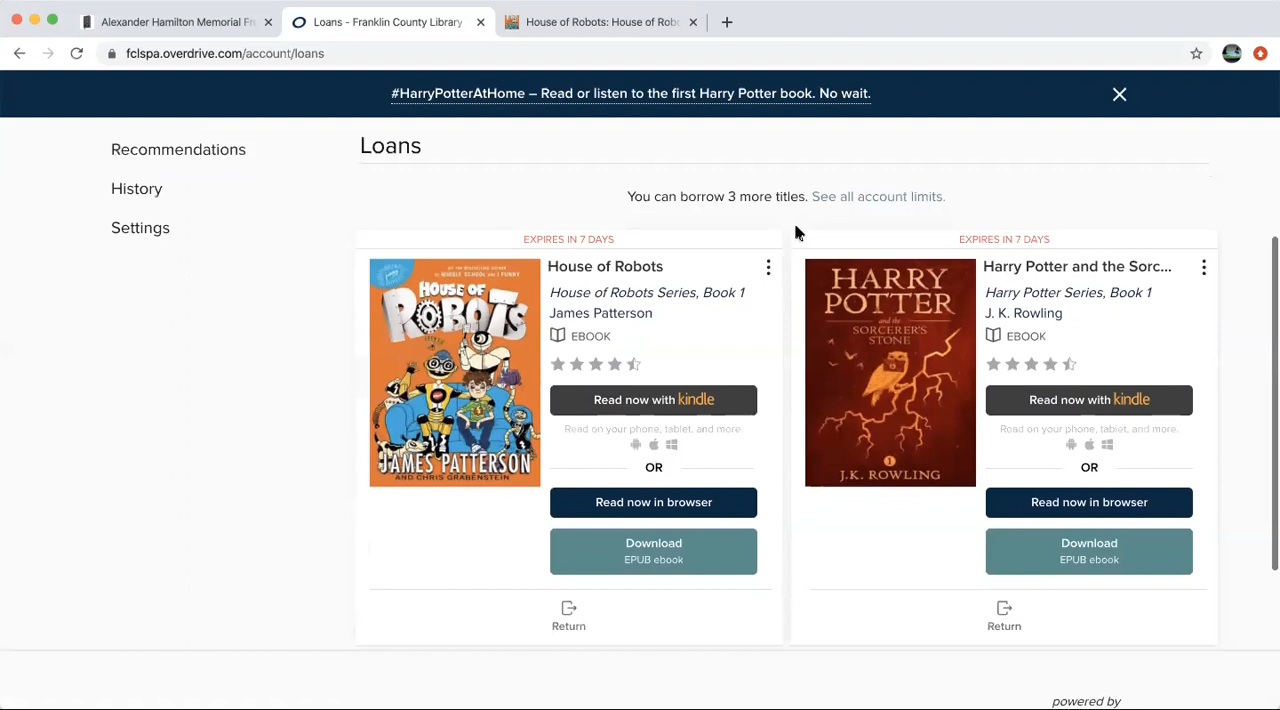 Alexander Hamilton Memorial Fr
Loans - Franklin County Library
House of Robots: House of Rob
fclspa.overdrive.com/account/loans
#HarryPotterAtHome – Read or listen to the first Harry Potter book. No wait.
Recommendations
History
Settings
Loans
You can borrow 3 more titles. See all account limits.
EXPIRES IN 7 DAYS
HOUSE OF
ROBOTS
JAMES PATTERSON
AND CHRIS GRABENSTEIN
House of Robots
House of Robots Series, Book 1
James Patterson
EBOOK
Read now with kindle
Read on your phone, tablet, and more.
OR
Read now in browser
Download
EPUB ebook
Return
EXPIRES IN 7 DAYS
HARRY
POTTER
and the
SORCERER'S
STONE
1
J.K. ROWLING
Harry Potter and the Sorc...
Harry Potter Series, Book 1
J. K. Rowling
EBOOK
Read now with kindle
Read on your phone, tablet, and more.
OR
Read now in browser
Download
EPUB ebook
Return
powered by